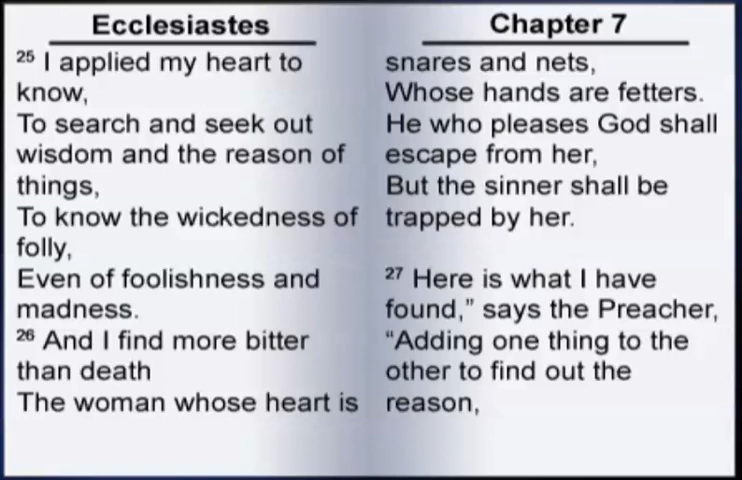 Ecclesiastes
²⁵ I applied my heart to
know,
To search and seek out
wisdom and the reason of
things,
To know the wickedness of
folly,
Even of foolishness and
madness.
²⁶ And I find more bitter
than death
The woman whose heart is
Chapter 7
snares and nets,
Whose hands are fetters.
He who pleases God shall
escape from her,
But the sinner shall be
trapped by her.
²⁷ Here is what I have
found,” says the Preacher,
“Adding one thing to the
other to find out the
reason,